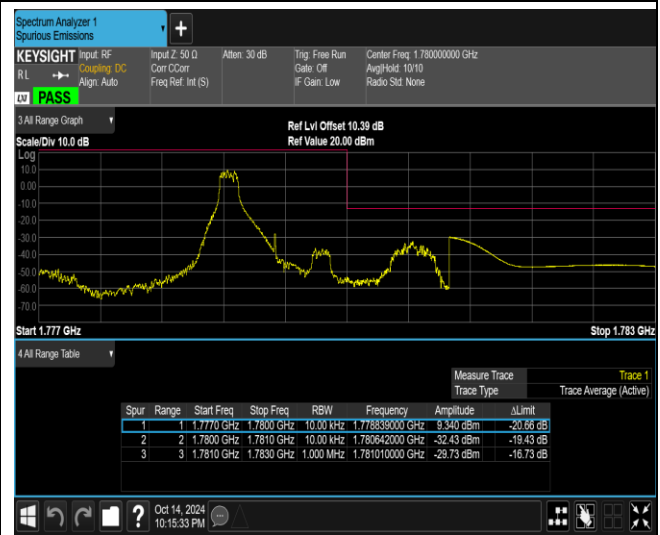 Spectrum Analyzer 1
Spurious Emissions
+
KEYSIGHT Input: RF Input Z: 50 Ω Atten: 30 dB Trig: Free Run Center Freq: 1.780000000 GHz
RL Coupling: DC Corr CCorr Gate: Off Avg|Hold: 10/10
Align: Auto Freq Ref: Int (S) IF Gain: Low Radio Std: None
LXI PASS
3 All Range Graph
Ref Lvl Offset 10.39 dB
Scale/Div 10.0 dB Ref Value 20.00 dBm
Log
10.0
0.00
-10.0
-20.0
-30.0
-40.0
-50.0
-60.0
-70.0
Start 1.777 GHz Stop 1.783 GHz
4 All Range Table
Measure Trace Trace 1
Trace Type Trace Average (Active)
Spur Range Start Freq Stop Freq RBW Frequency Amplitude ΔLimit
1 1 1.7770 GHz 1.7800 GHz 10.00 kHz 1.778839000 GHz 9.340 dBm -20.66 dB
2 2 1.7800 GHz 1.7810 GHz 10.00 kHz 1.780642000 GHz -32.43 dBm -19.43 dB
3 3 1.7810 GHz 1.7830 GHz 1.000 MHz 1.781010000 GHz -29.73 dBm -16.73 dB
? Oct 14, 2024
10:15:33 PM